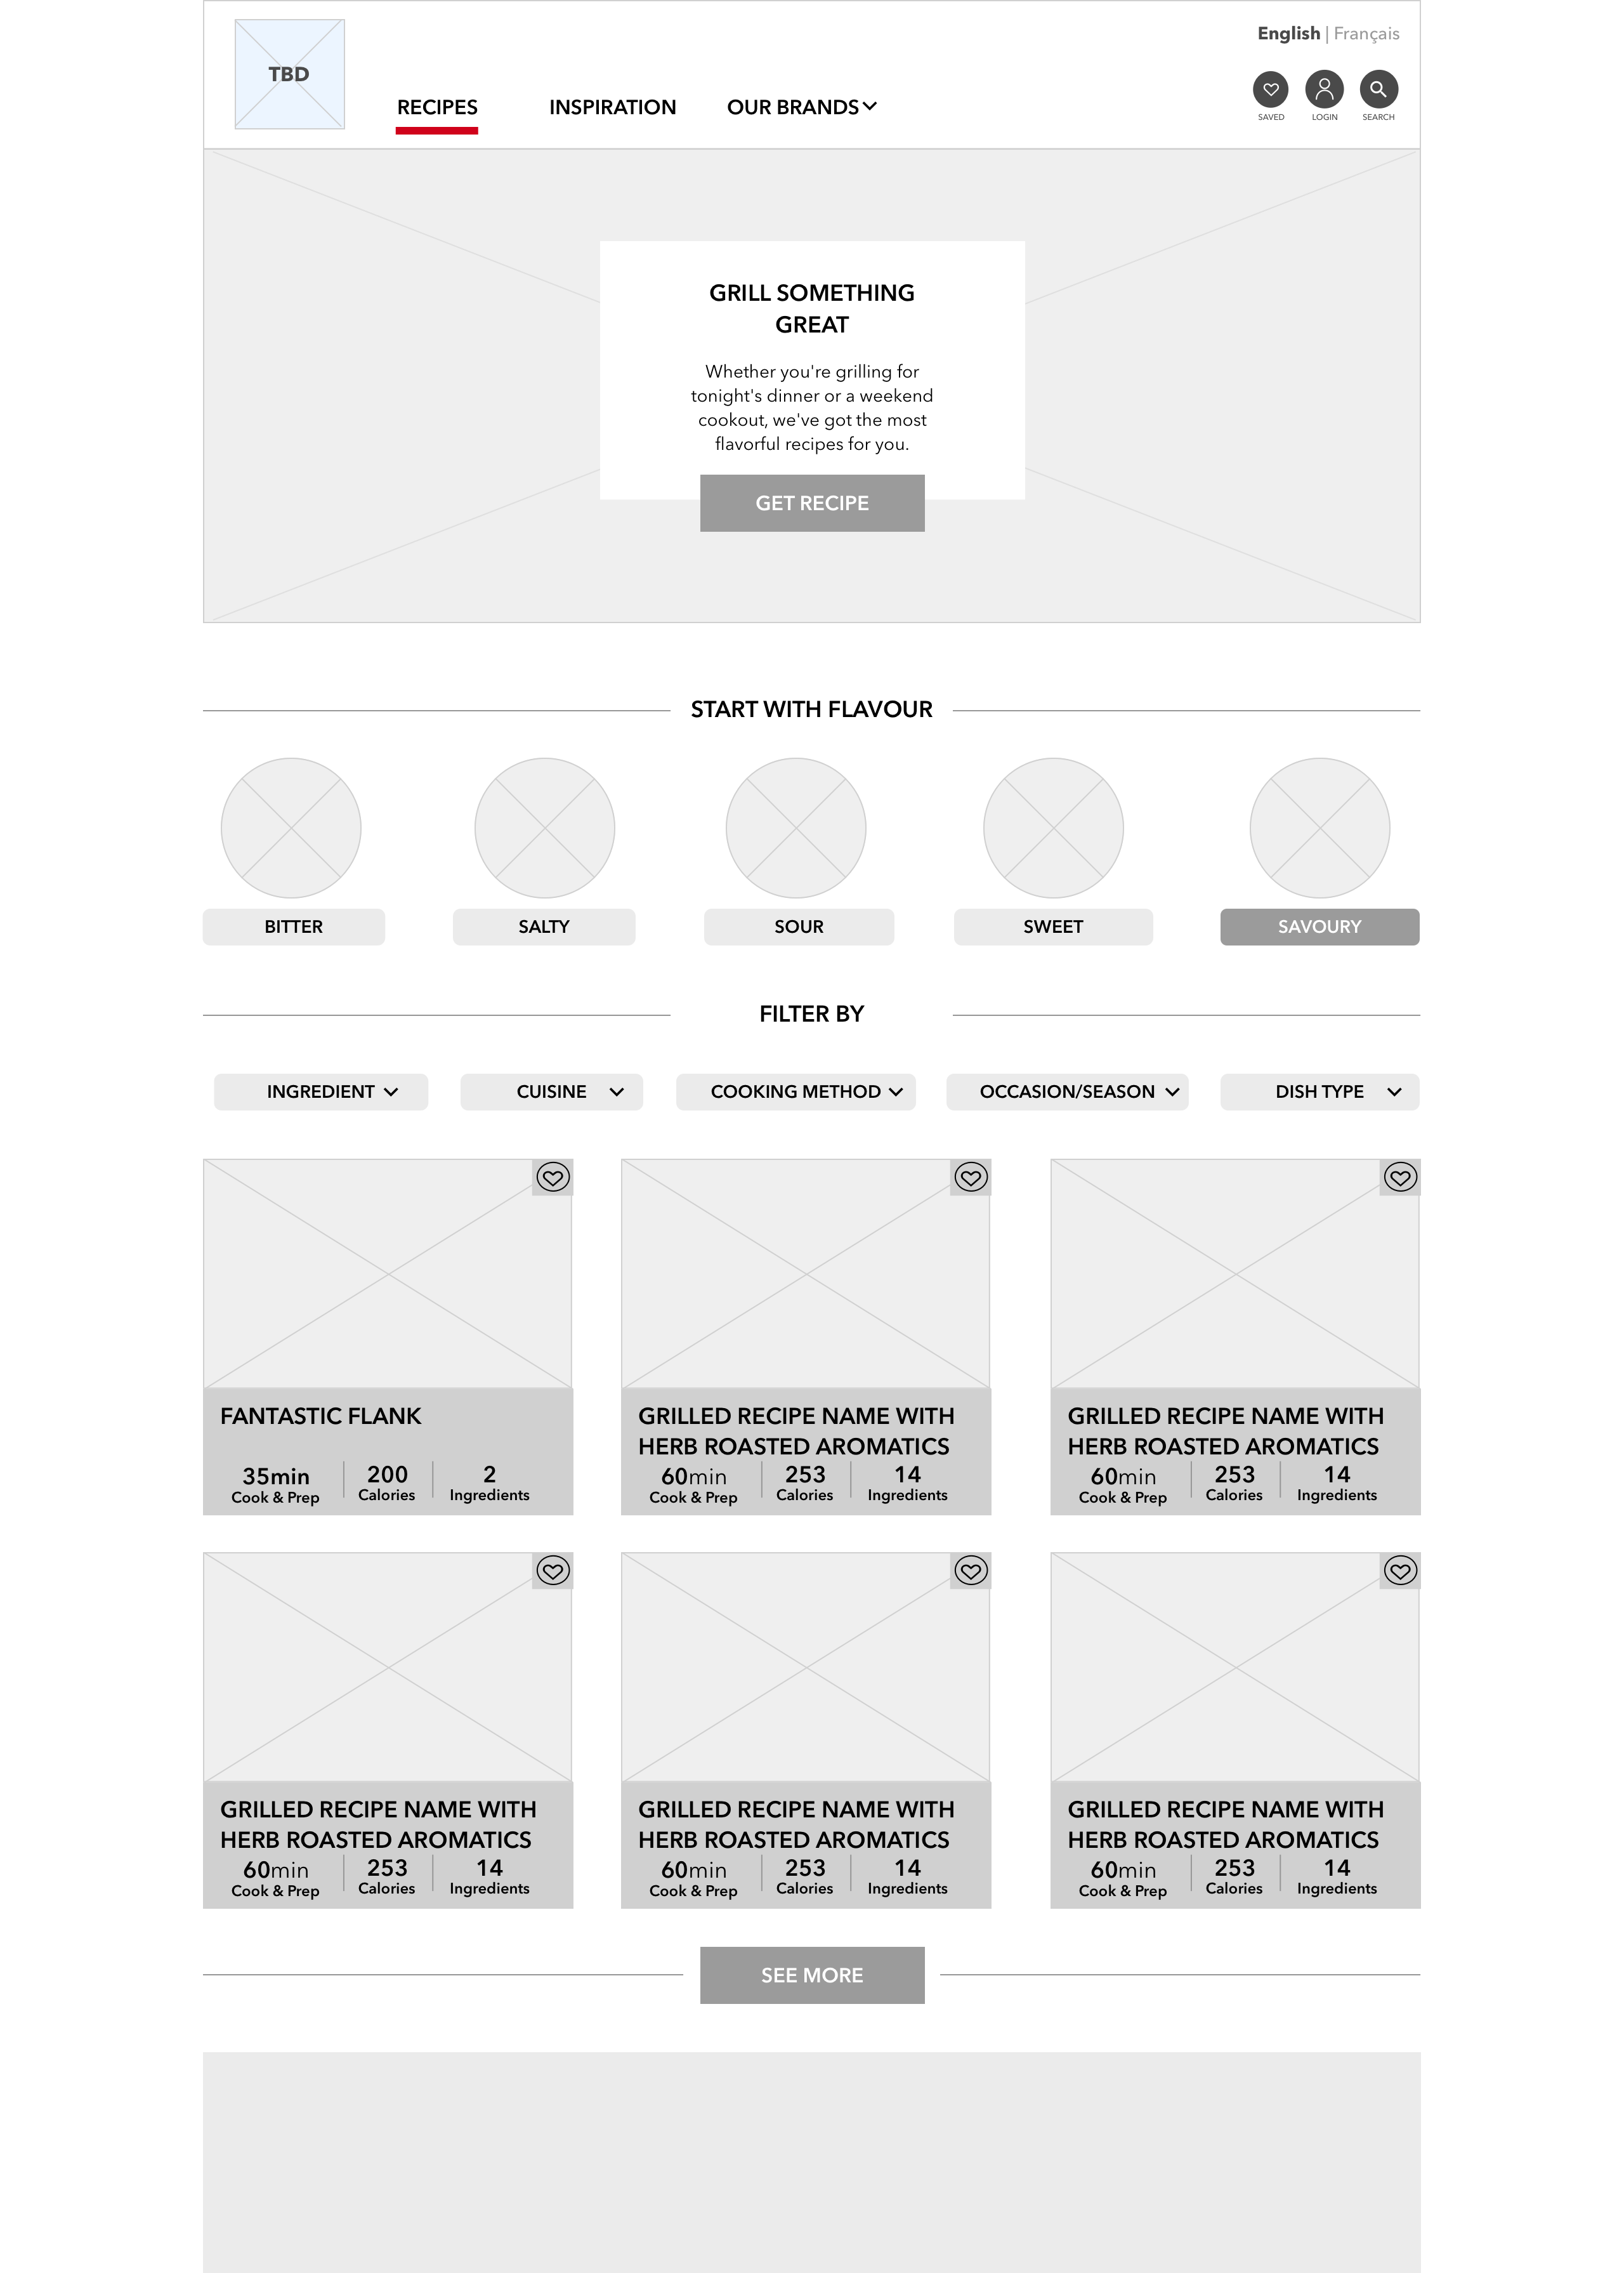 English | Français
TBD
RECIPES
INSPIRATION
OUR BRANDS
SAVED
LOGIN
SEARCH
GRILL SOMETHING
GREAT
Whether you're grilling for
tonight's dinner or a weekend
cookout, we've got the most
flavorful recipes for you.
GET RECIPE
START WITH FLAVOUR
BITTER
SALTY
SOUR
SWEET
SAVOURY
FILTER BY
INGREDIENT
CUISINE
COOKING METHOD
OCCASION/SEASON
DISH TYPE
FANTASTIC FLANK
35min
Cook & Prep
200
Calories
2
Ingredients
GRILLED RECIPE NAME WITH
HERB ROASTED AROMATICS
60min
Cook & Prep
253
Calories
14
Ingredients
GRILLED RECIPE NAME WITH
HERB ROASTED AROMATICS
60min
Cook & Prep
253
Calories
14
Ingredients
GRILLED RECIPE NAME WITH
HERB ROASTED AROMATICS
60min
Cook & Prep
253
Calories
14
Ingredients
GRILLED RECIPE NAME WITH
HERB ROASTED AROMATICS
60min
Cook & Prep
253
Calories
14
Ingredients
GRILLED RECIPE NAME WITH
HERB ROASTED AROMATICS
60min
Cook & Prep
253
Calories
14
Ingredients
SEE MORE